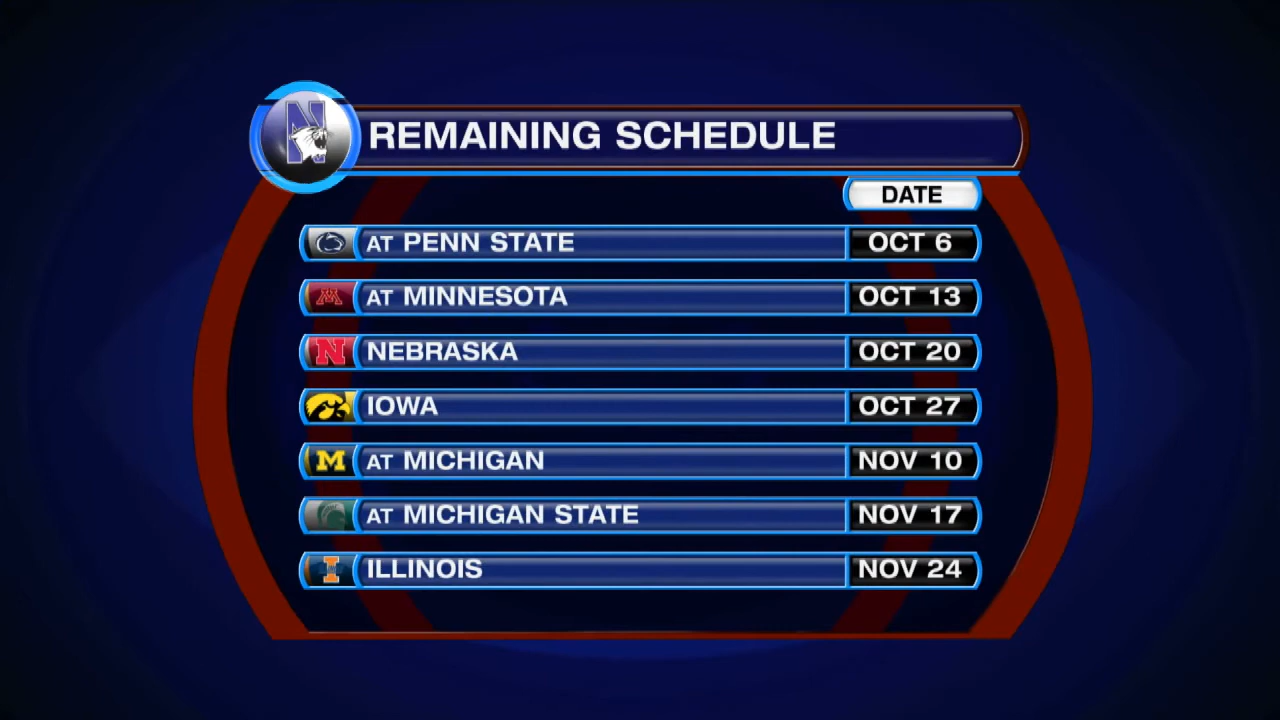 N REMAINING SCHEDULE
DATE
AT PENN STATE OCT 6
M AT MINNESOTA OCT 13
N NEBRASKA OCT 20
IOWA OCT 27
M AT MICHIGAN NOV 10
AT MICHIGAN STATE NOV 17
I ILLINOIS NOV 24